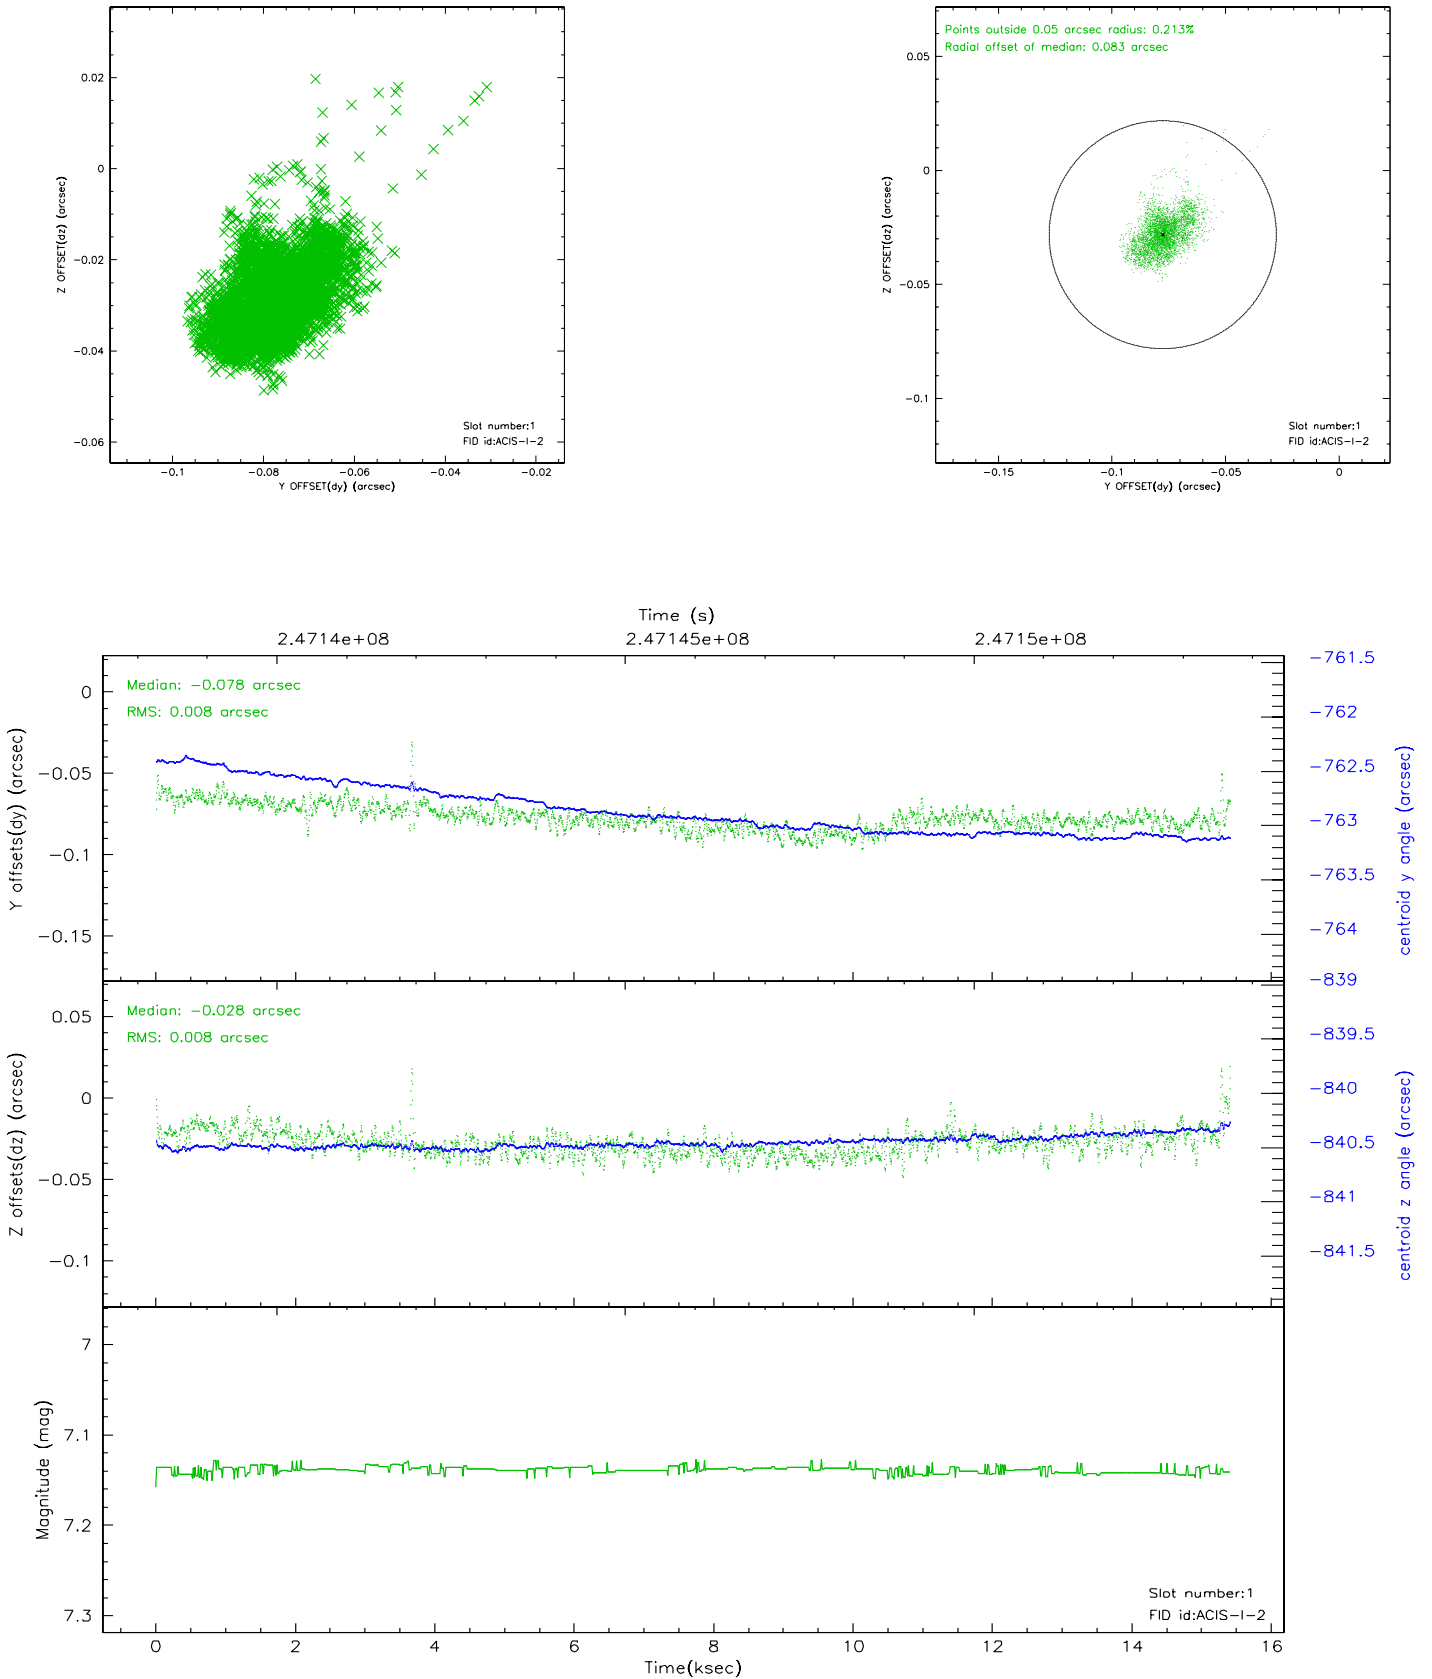 0.02
0
-0.02
-0.04
-0.06
Z OFFSET(dz) (arcsec)
Slot number:1
FID id:ACIS-I-2
-0.1
-0.08
-0.06
-0.04
-0.02
Y OFFSET(dy) (arcsec)
Points outside 0.05 arcsec radius: 0.213%
Radial offset of median: 0.083 arcsec
0.05
0
-0.05
-0.1
Z OFFSET(dz) (arcsec)
Slot number:1
FID id:ACIS-I-2
-0.15
-0.1
-0.05
0
Y OFFSET(dy) (arcsec)
Time (s)
2.4714e+08
2.47145e+08
2.4715e+08
Median: -0.078 arcsec
RMS: 0.008 arcsec
0
-0.05
-0.1
-0.15
Y offsets(dy) (arcsec)
-761.5
-762
-762.5
-763
-763.5
-764
centroid y angle (arcsec)
Median: -0.028 arcsec
RMS: 0.008 arcsec
0.05
0
-0.05
-0.1
Z offsets(dz) (arcsec)
-839
-839.5
-840
-840.5
-841
-841.5
centroid z angle (arcsec)
7
7.1
7.2
7.3
Magnitude (mag)
Slot number:1
FID id:ACIS-I-2
0
2
4
6
8
10
12
14
16
Time(ksec)